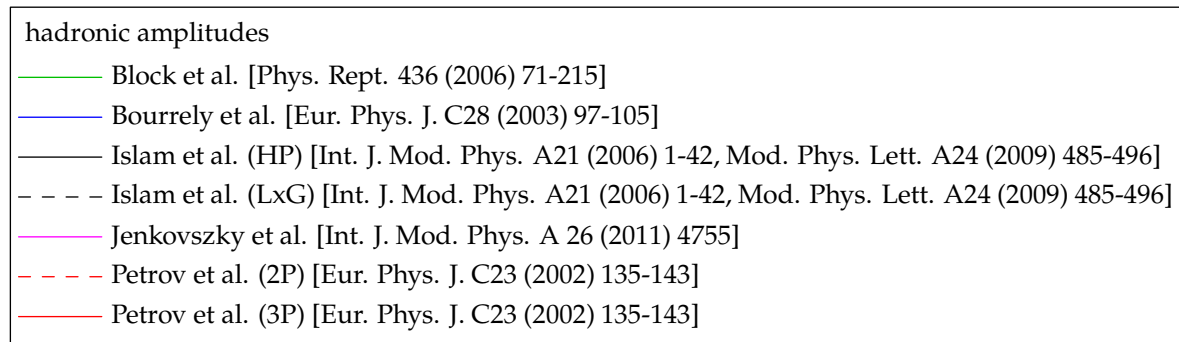 hadronic amplitudes
Block et al. [Phys. Rept. 436 (2006) 71-215]
Bourrely et al. [Eur. Phys. J. C28 (2003) 97-105]
Islam et al. (HP) [Int. J. Mod. Phys. A21 (2006) 1-42, Mod. Phys. Lett. A24 (2009) 485-496]
Islam et al. (LxG) [Int. J. Mod. Phys. A21 (2006) 1-42, Mod. Phys. Lett. A24 (2009) 485-496]
Jenkovszky et al. [Int. J. Mod. Phys. A 26 (2011) 4755]
Petrov et al. (2P) [Eur. Phys. J. C23 (2002) 135-143]
Petrov et al. (3P) [Eur. Phys. J. C23 (2002) 135-143]